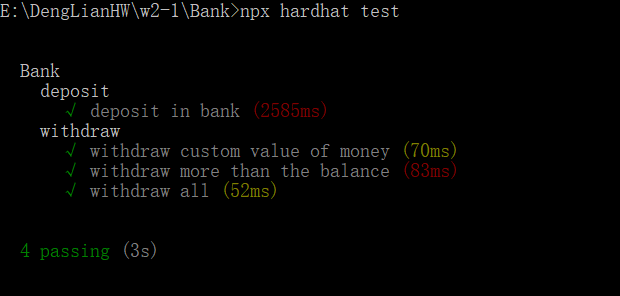 E:\DengLianHW\w2-1\Bank>npx hardhat test
Bank
deposit
√ deposit in bank (2585ms)
withdraw
√ withdraw custom value of money (70ms)
√ withdraw more than the balance (83ms)
√ withdraw all (52ms)
4 passing (3s)